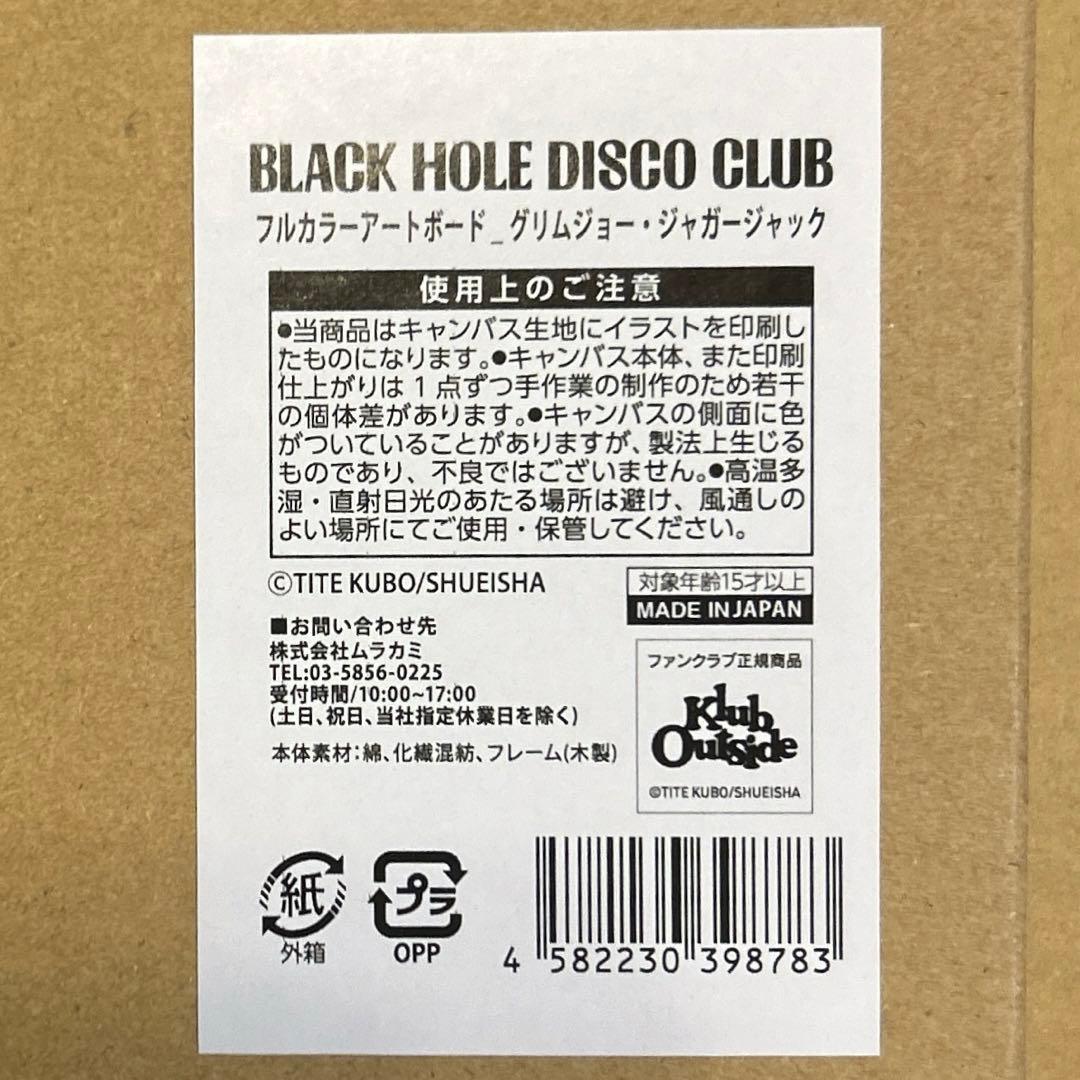 BLACK HOLE DISCO CLUB
フルカラーアートボード_グリムジョー・ジャガージャック
使用上のご注意
●当商品はキャンバス生地にイラストを印刷し
たものになります。●キャンバス本体、また印刷
仕上がりは1点ずつ手作業の制作のため若干
の個体差があります。●キャンバスの側面に色
がついていることがありますが、製法上生じる
ものであり、不良ではございません。●高温多
湿・直射日光のあたる場所は避け、風通しの
よい場所にてご使用・保管してください。
©TITE KUBO/SHUEISHA
対象年齢15才以上
MADE IN JAPAN
■お問い合わせ先
株式会社ムラカミ
TEL:03-5856-0225
受付時間/10:00~17:00
(土日、祝日、当社指定休業日を除く)
本体素材:綿、化繊混紡、フレーム(木製)
ファンクラブ正規商品
Klub
Outside
©TITE KUBO/SHUEISHA
紙
外箱
プラ
OPP
4 582230 398783